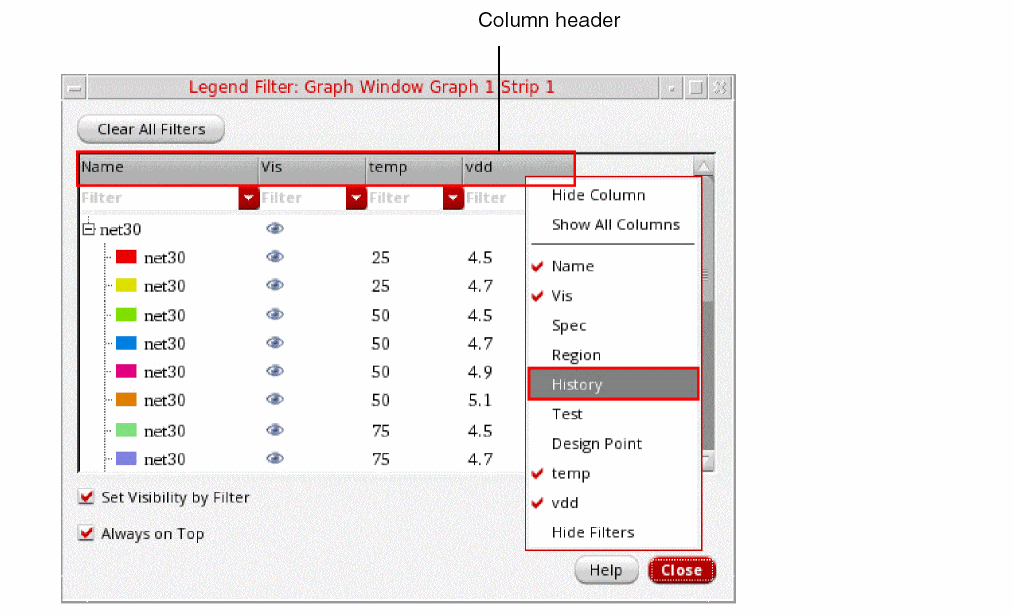 Column header
Legend Filter: Graph Window Graph 1 Strip 1
Clear All Filters
Name Vis temp vdd
Filter Filter Filter Filter
net30
net30 25 4.5
net30 25 4.7
net30 50 4.5
net30 50 4.7
net30 50 4.9
net30 50 5.1
net30 75 4.5
net30 75 4.7
Hide Column
Show All Columns
Name
Vis
Spec
Region
History
Test
Design Point
temp
vdd
Hide Filters
Set Visibility by Filter
Always on Top
Help Close